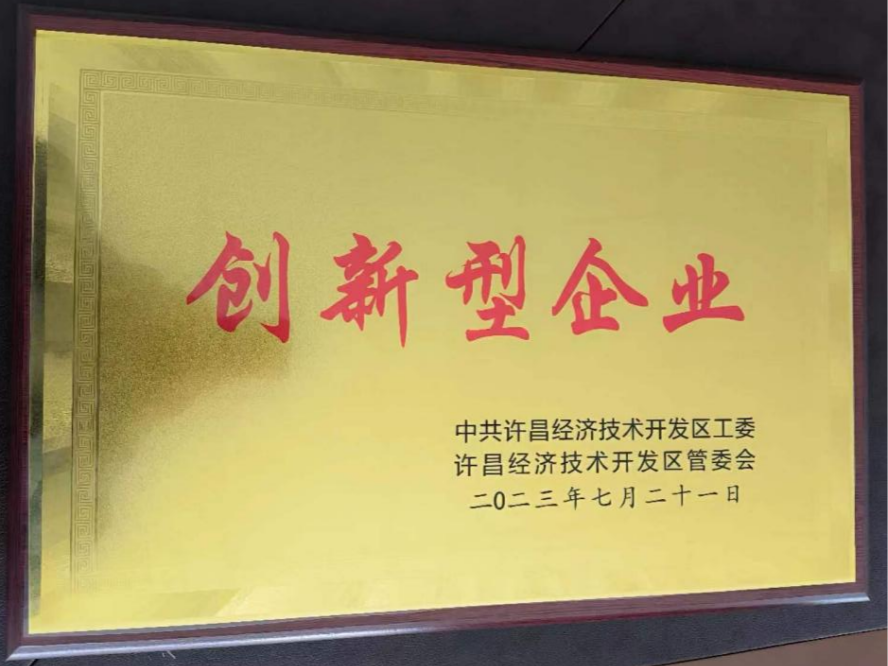 创新型企业
中共许昌经济技术开发区工委
许昌经济技术开发区管委会
二0二三年七月二十一日